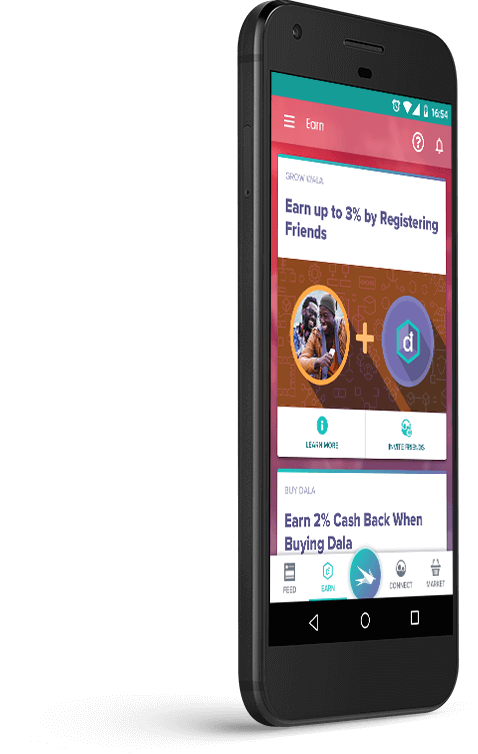 16:54
Earn
GROW DALA
Earn up to 3% by Registering
Friends
d
LEARN MORE
INVITE FRIENDS
BUY DALA
Earn 2% Cash Back When
Buying Dala
FEED
EARN
CONNECT
MARKET